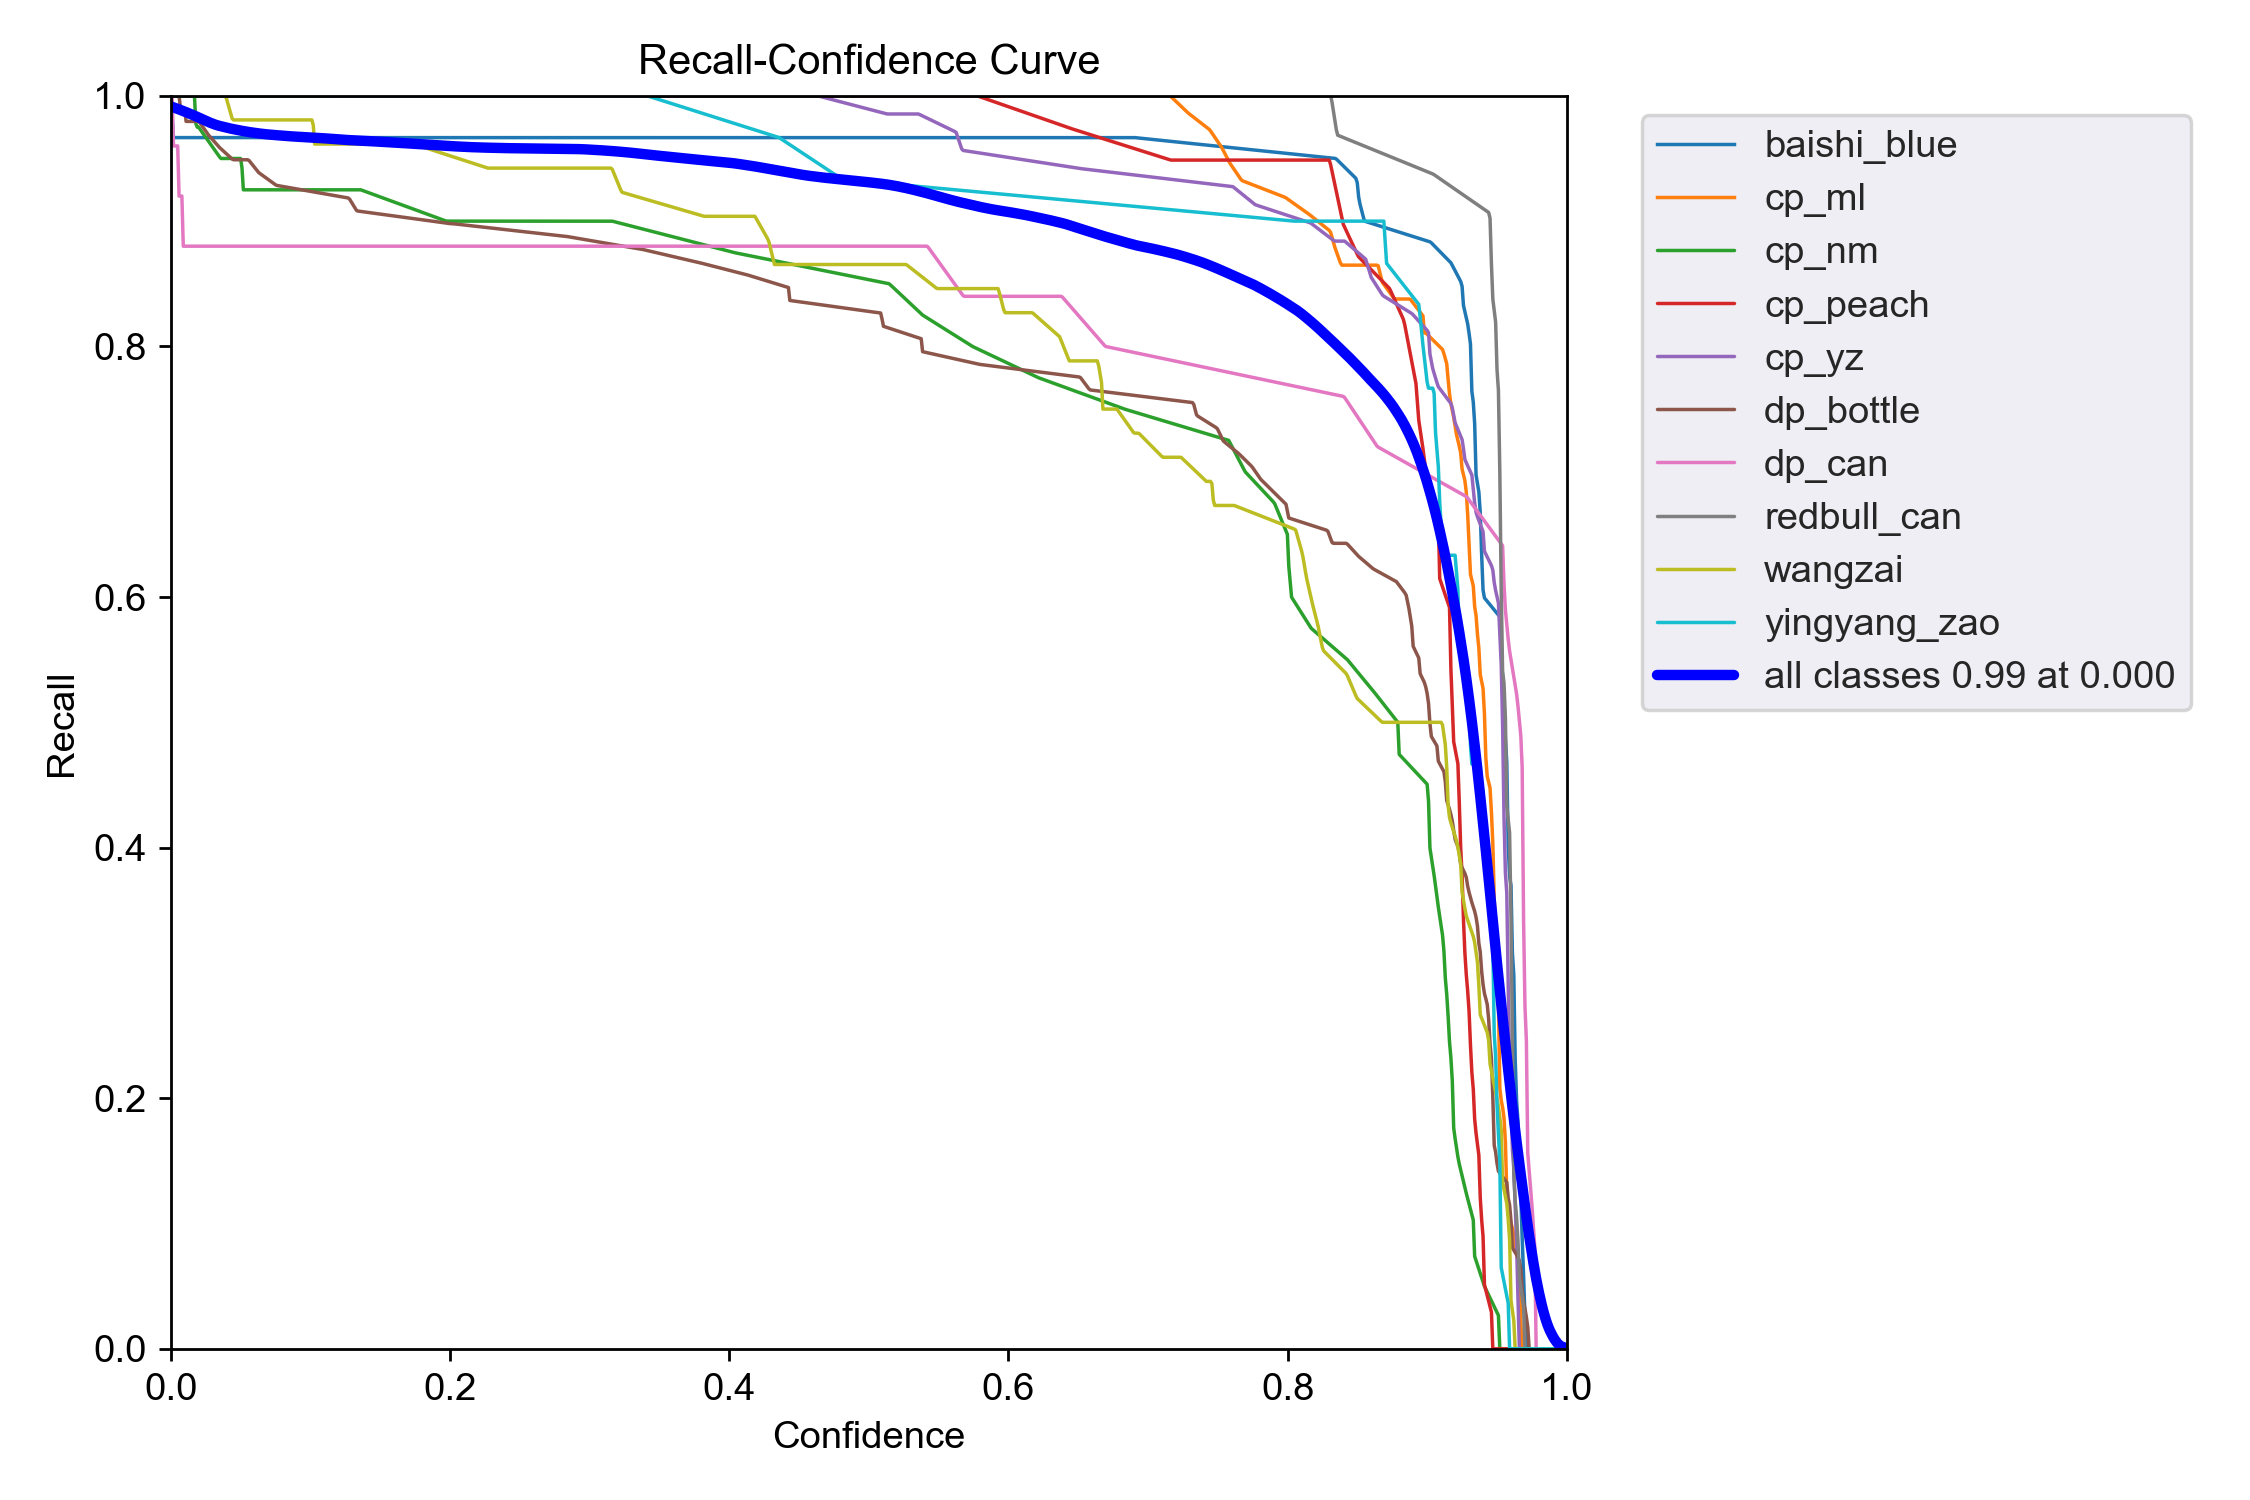 Recall-Confidence Curve
1.0
0.8
0.6
0.4
0.2
0.0
Recall
0.0 0.2 0.4 0.6 0.8 1.0
Confidence
baishi_blue
cp_ml
cp_nm
cp_peach
cp_yz
dp_bottle
dp_can
redbull_can
wangzai
yingyang_zao
all classes 0.99 at 0.000